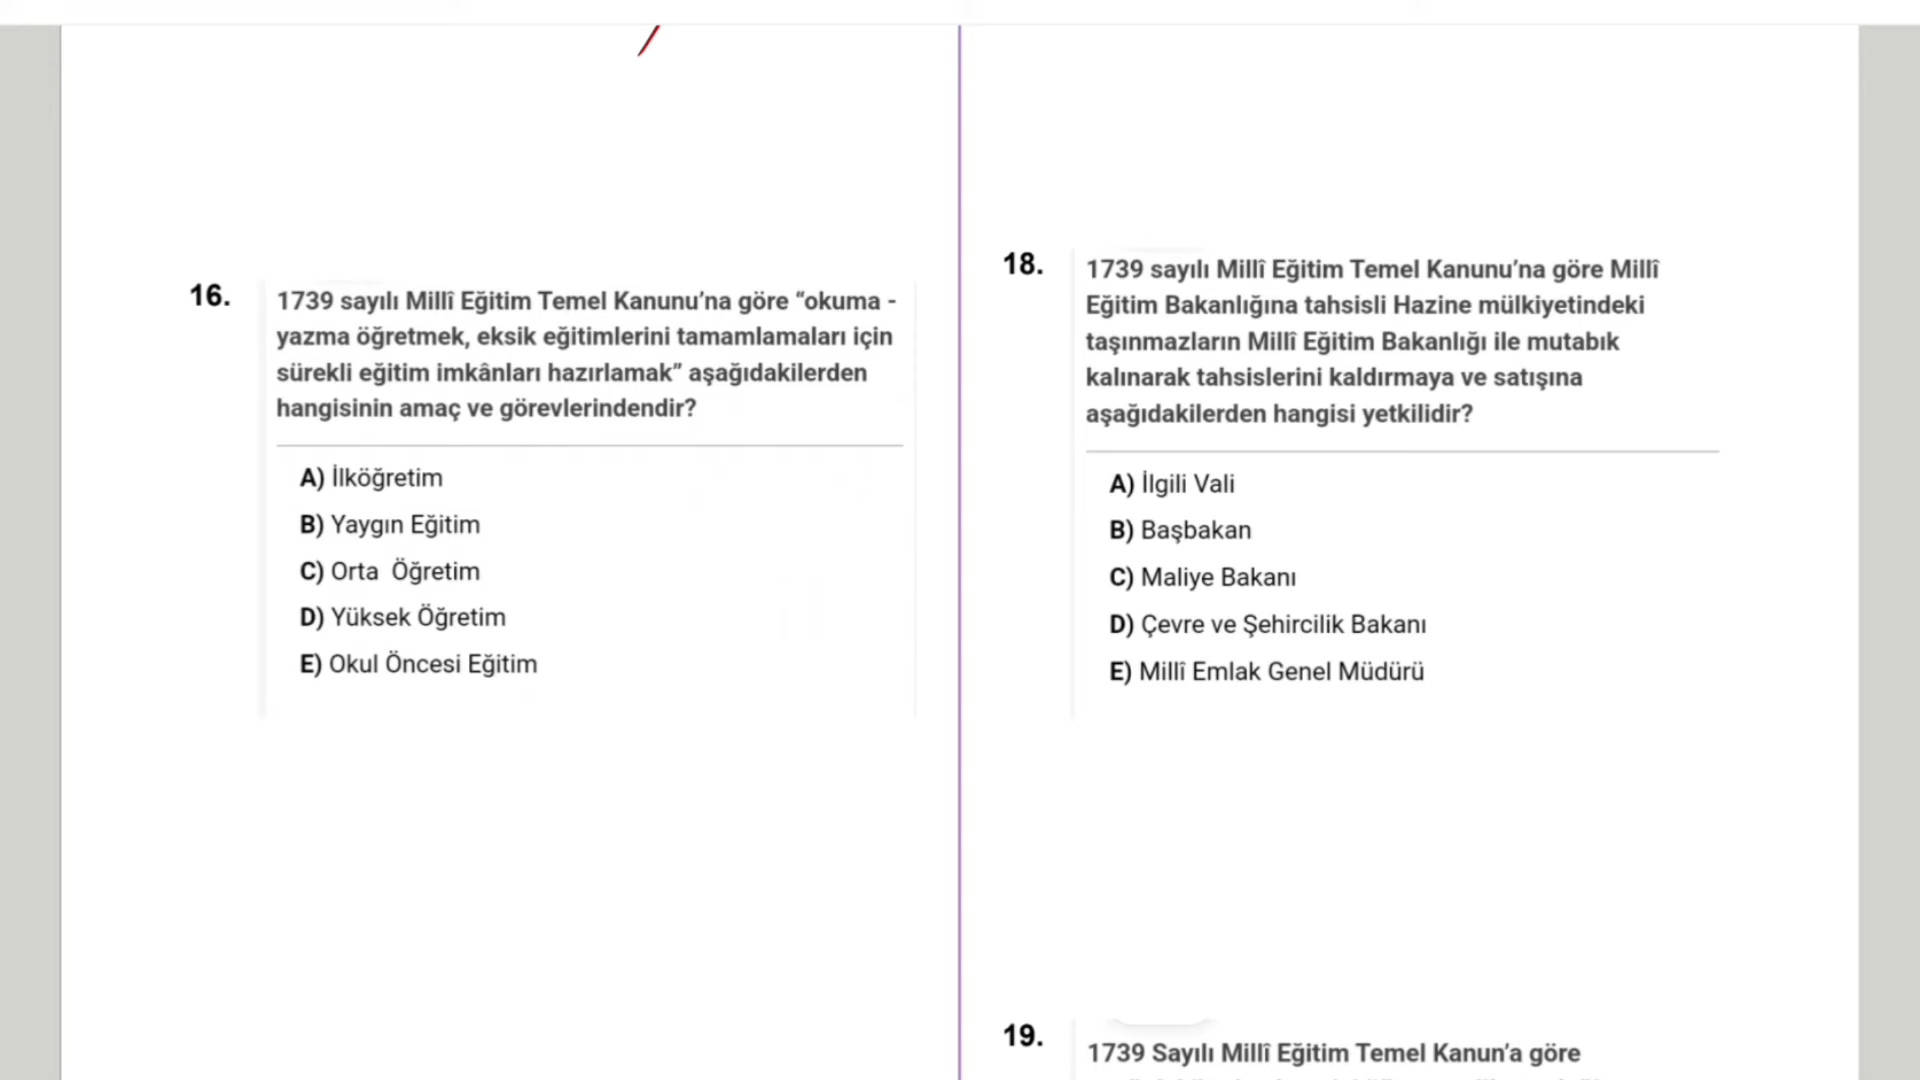 16.
1739 sayılı Millî Eğitim Temel Kanunu’na göre “okuma -
yazma öğretmek, eksik eğitimlerini tamamlamaları için
sürekli eğitim imkânları hazırlamak” aşağıdakilerden
hangisinin amaç ve görevlerindendir?
A) İlköğretim
B) Yaygın Eğitim
C) Orta Öğretim
D) Yüksek Öğretim
E) Okul Öncesi Eğitim
18.
1739 sayılı Millî Eğitim Temel Kanunu’na göre Millî
Eğitim Bakanlığına tahsisli Hazine mülkiyetindeki
taşınmazların Millî Eğitim Bakanlığı ile mutabık
kalınarak tahsislerini kaldırmaya ve satışına
aşağıdakilerden hangisi yetkilidir?
A) İlgili Vali
B) Başbakan
C) Maliye Bakanı
D) Çevre ve Şehircilik Bakanı
E) Millî Emlak Genel Müdürü
19.
1739 Sayılı Millî Eğitim Temel Kanun’a göre